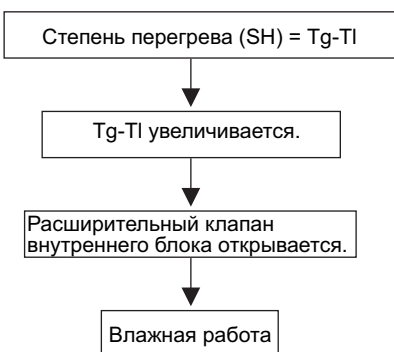 Степень перегрева (SH) = Tg-Tl
Tg-Tl увеличивается.
Расширительный клапан
внутреннего блока открывается.
Влажная работа